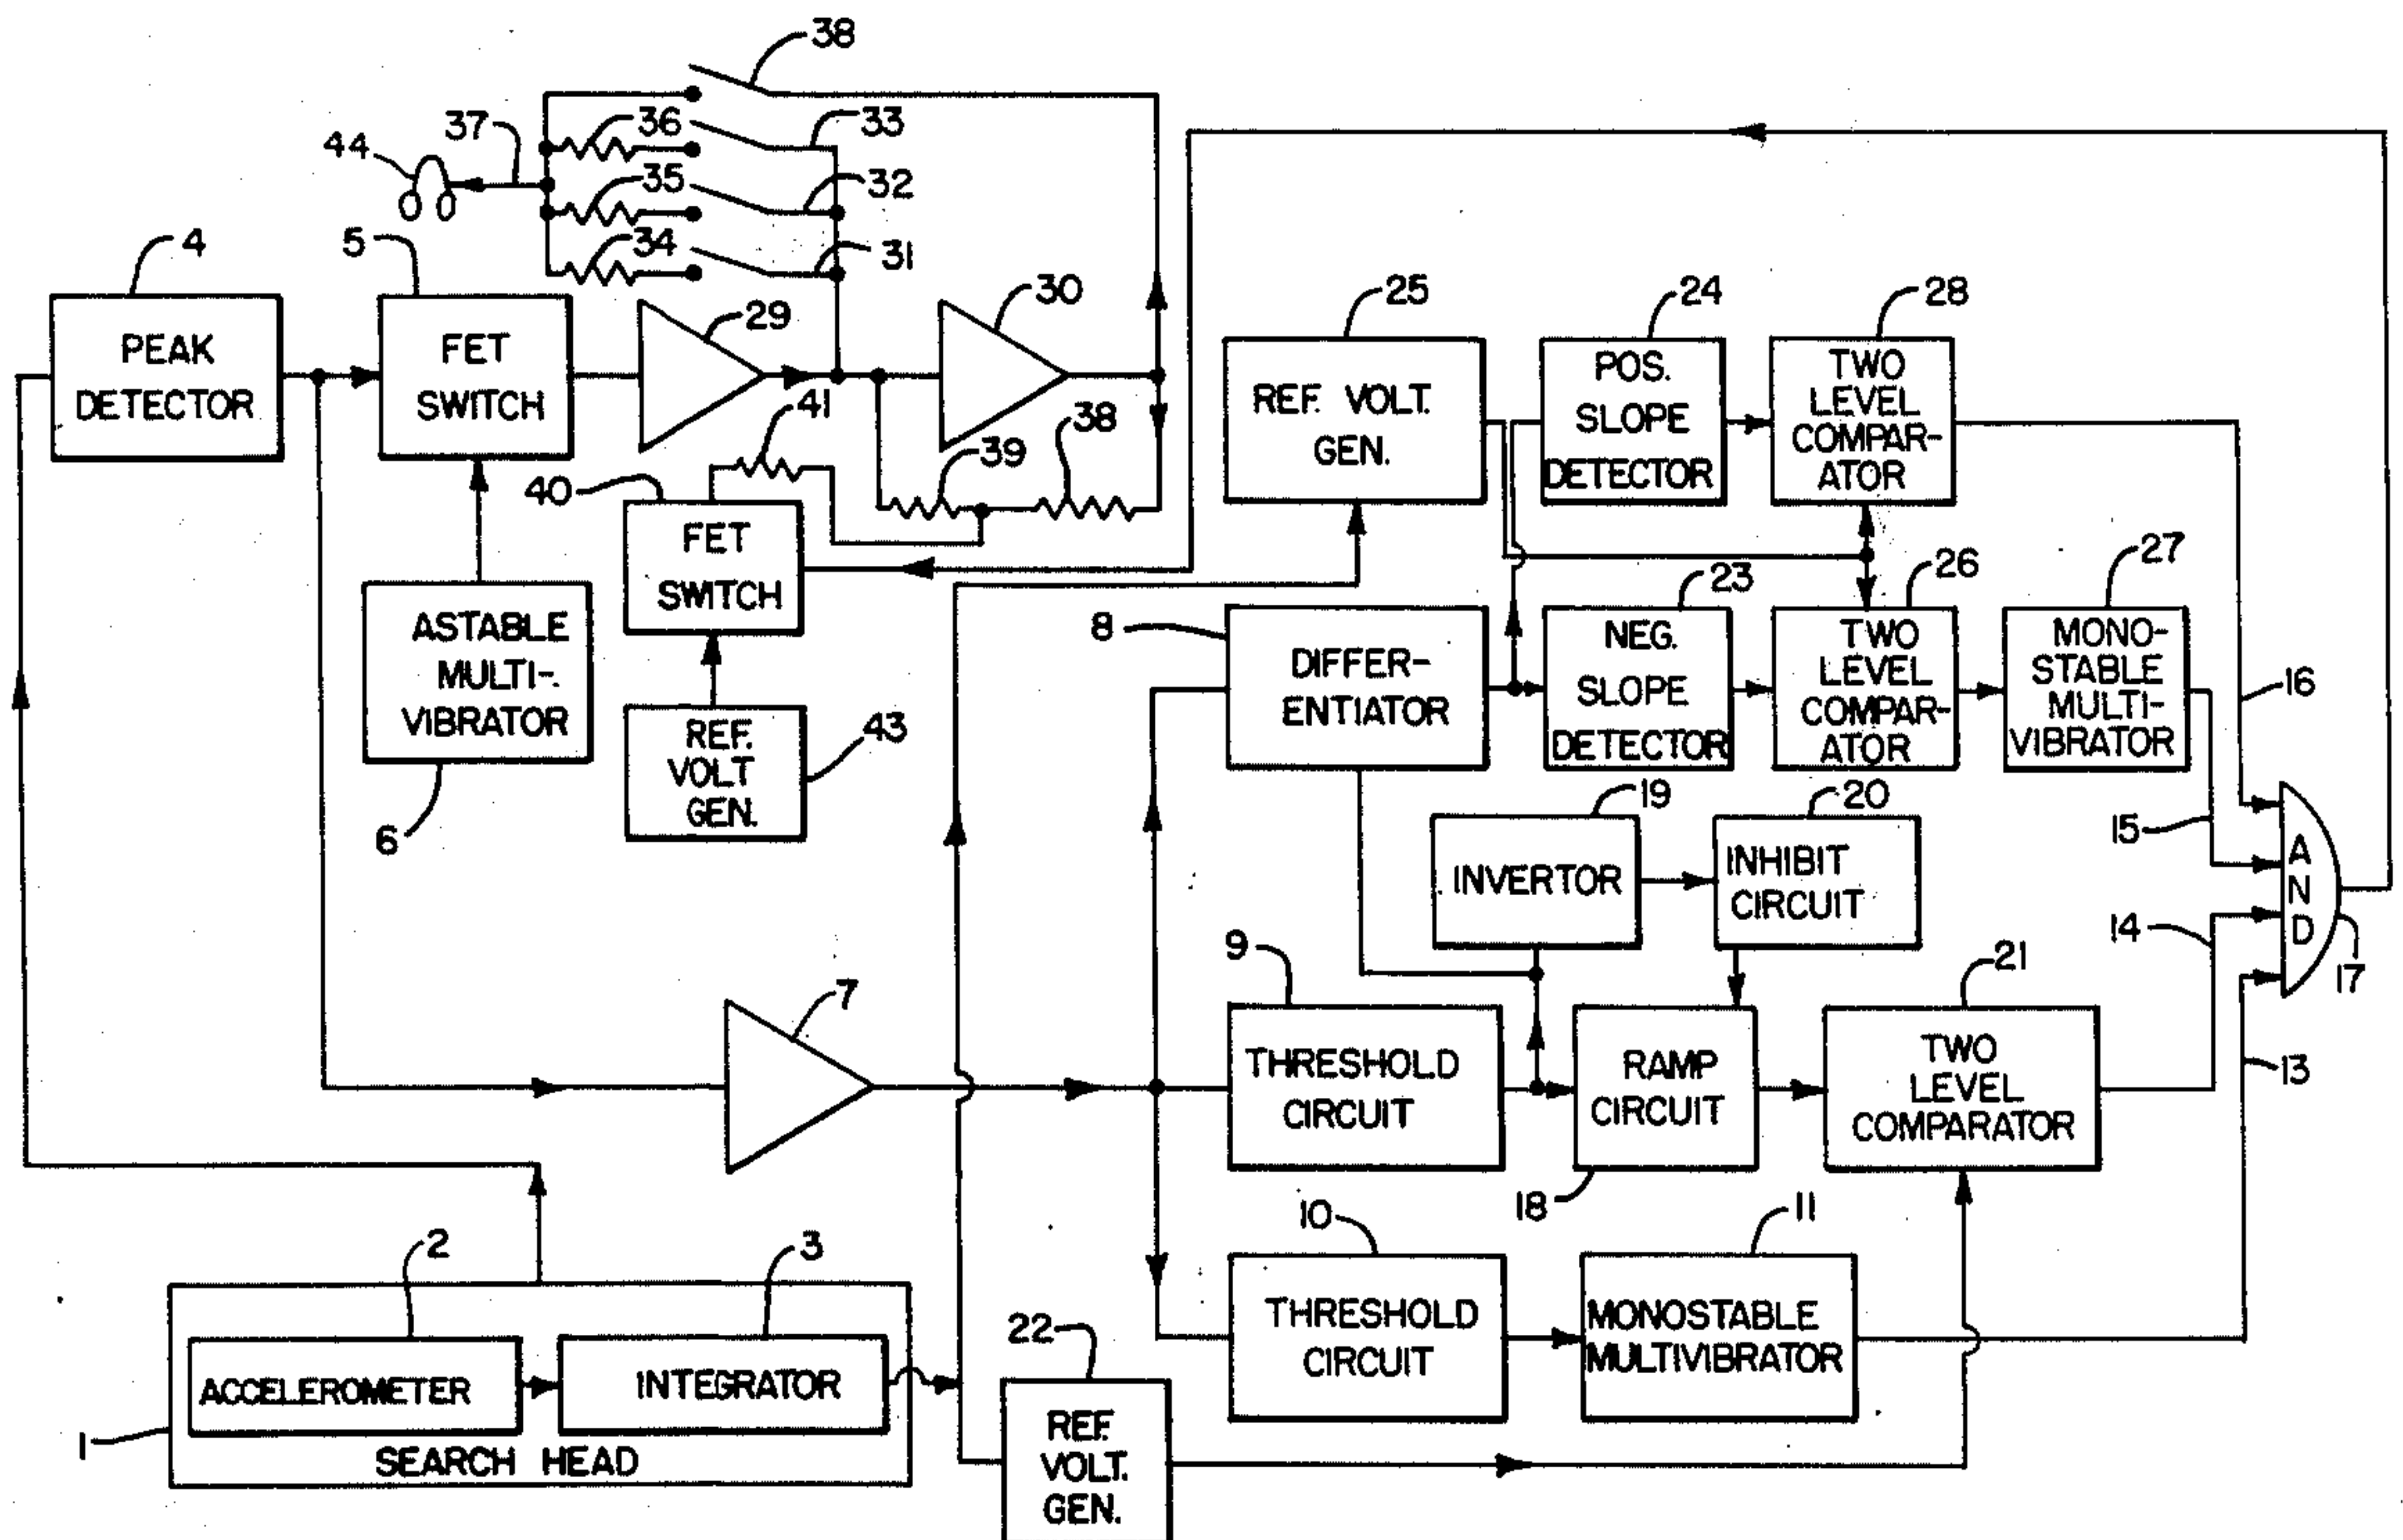 38
37
36
33
44
35
32
34
31
4
5
29
30
25
24
28
PEAK
DETECTOR
FET
SWITCH
41
39
38
REF. VOLT.
GEN.
POS.
SLOPE
DETECTOR
TWO
LEVEL
COMPAR-
ATOR
40
FET
SWITCH
8
23
26
27
ASTABLE
MULTI-
VIBRATOR
6
REF.
VOLT
GEN.
43
DIFFER-
ENTIATOR
NEG.
SLOPE
DETECTOR
TWO
LEVEL
COMPAR-
ATOR
MONO-
STABLE
MULTI-
VIBRATOR
16
15
19
20
INVERTOR
INHIBIT
CIRCUIT
AND
17
14
9
21
7
THRESHOLD
CIRCUIT
RAMP
CIRCUIT
18
TWO
LEVEL
COMPARATOR
13
2
3
10
11
ACCELEROMETER
INTEGRATOR
1
SEARCH HEAD
22
REF.
VOLT.
GEN.
THRESHOLD
CIRCUIT
MONOSTABLE
MULTIVIBRATOR